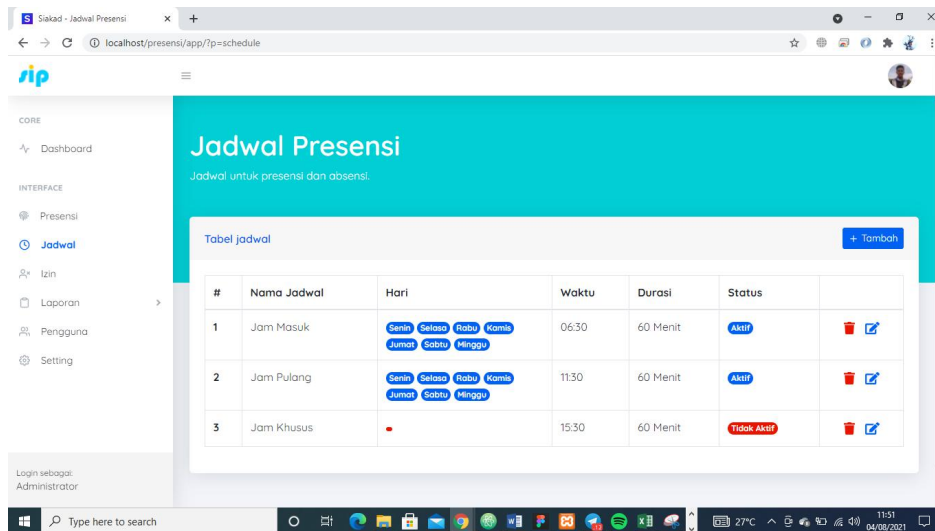 Siakad - Jadwal Presensi
localhost/presensi/app/?p=schedule
sip
CORE
Dashboard
INTERFACE
Presensi
Jadwal
Izin
Laporan
Pengguna
Setting
Login sebagai:
Administrator
Jadwal Presensi
Jadwal untuk presensi dan absensi.
Tabel jadwal
+ Tambah
# Nama Jadwal Hari Waktu Durasi Status
1 Jam Masuk Senin Selasa Rabu Kamis 06:30 60 Menit Aktif
Jumat Sabtu Minggu
2 Jam Pulang Senin Selasa Rabu Kamis 11:30 60 Menit Aktif
Jumat Sabtu Minggu
3 Jam Khusus - 15:30 60 Menit Tidak Aktif
Type here to search
27°C
11:51
04/08/2021